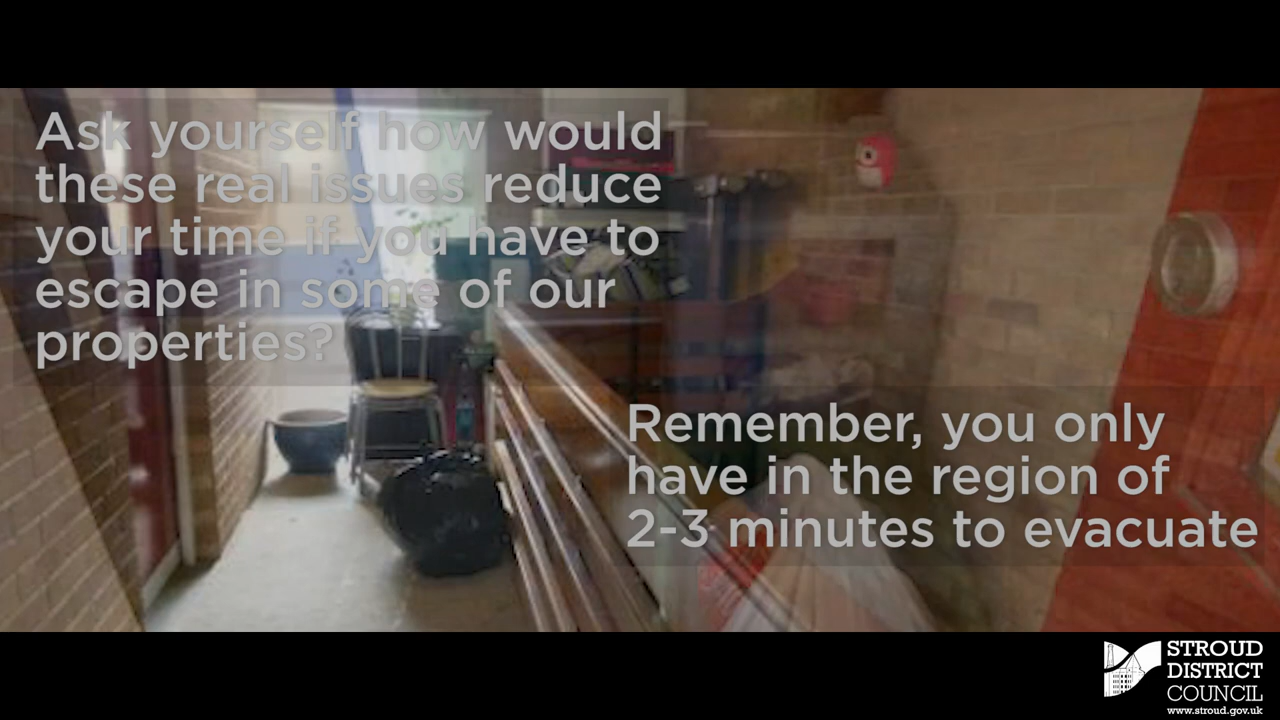 Ask yourself how would
these real issues reduce
your time if you have to
escape in some of our
properties?
Remember, you only
have in the region of
2-3 minutes to evacuate
STROUD
DISTRICT
COUNCIL
www.stroud.gov.uk